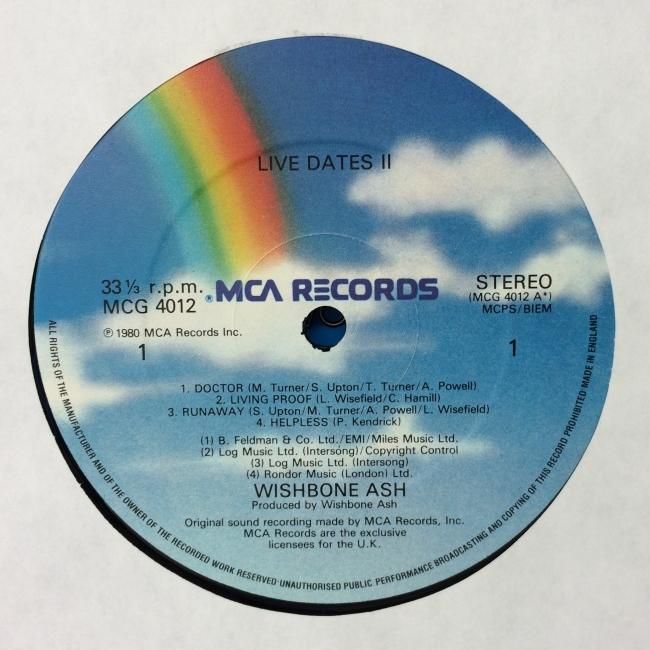 LIVE DATES II
33⅓ r.p.m.
MCG 4012
®MCA RECORDS
STEREO
(MCG 4012 A*)
MCPS/BIEM
℗ 1980 MCA Records Inc.
1
1
1. DOCTOR (M. Turner/S. Upton/T. Turner/A. Powell)
2. LIVING PROOF (L. Wisefield/C. Hamill)
3. RUNAWAY (S. Upton/M. Turner/A. Powell/L. Wisefield)
4. HELPLESS (P. Kendrick)
(1) B. Feldman & Co. Ltd./EMI/Miles Music Ltd.
(2) Log Music Ltd. (Intersong)/Copyright Control
(3) Log Music Ltd. (Intersong)
(4) Rondor Music (London) Ltd.
WISHBONE ASH
Produced by Wishbone Ash
Original sound recording made by MCA Records, Inc.
MCA Records are the exclusive
licensees for the U.K.
ALL RIGHTS OF THE MANUFACTURER AND OF THE OWNER OF THE RECORDED WORK RESERVED·UNAUTHORISED PUBLIC PERFORMANCE BROADCASTING AND COPYING OF THIS RECORD PROHIBITED MADE IN ENGLAND